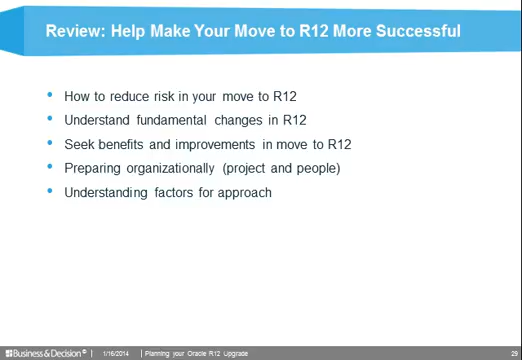 Review: Help Make Your Move to R12 More Successful
• How to reduce risk in your move to R12
• Understand fundamental changes in R12
• Seek benefits and improvements in move to R12
• Preparing organizationally (project and people)
• Understanding factors for approach
Business & Decision © | 1/16/2014 | Planning your Oracle R12 Upgrade 29